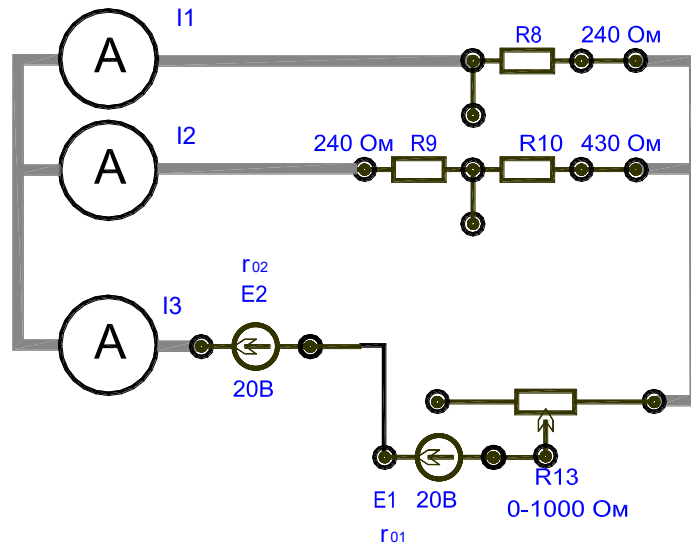 I1
A
R8 240 Ом
I2
A
240 Ом R9 R10 430 Ом
r02
E2
I3
A
20В
R13
E1 20В
0-1000 Ом
r01